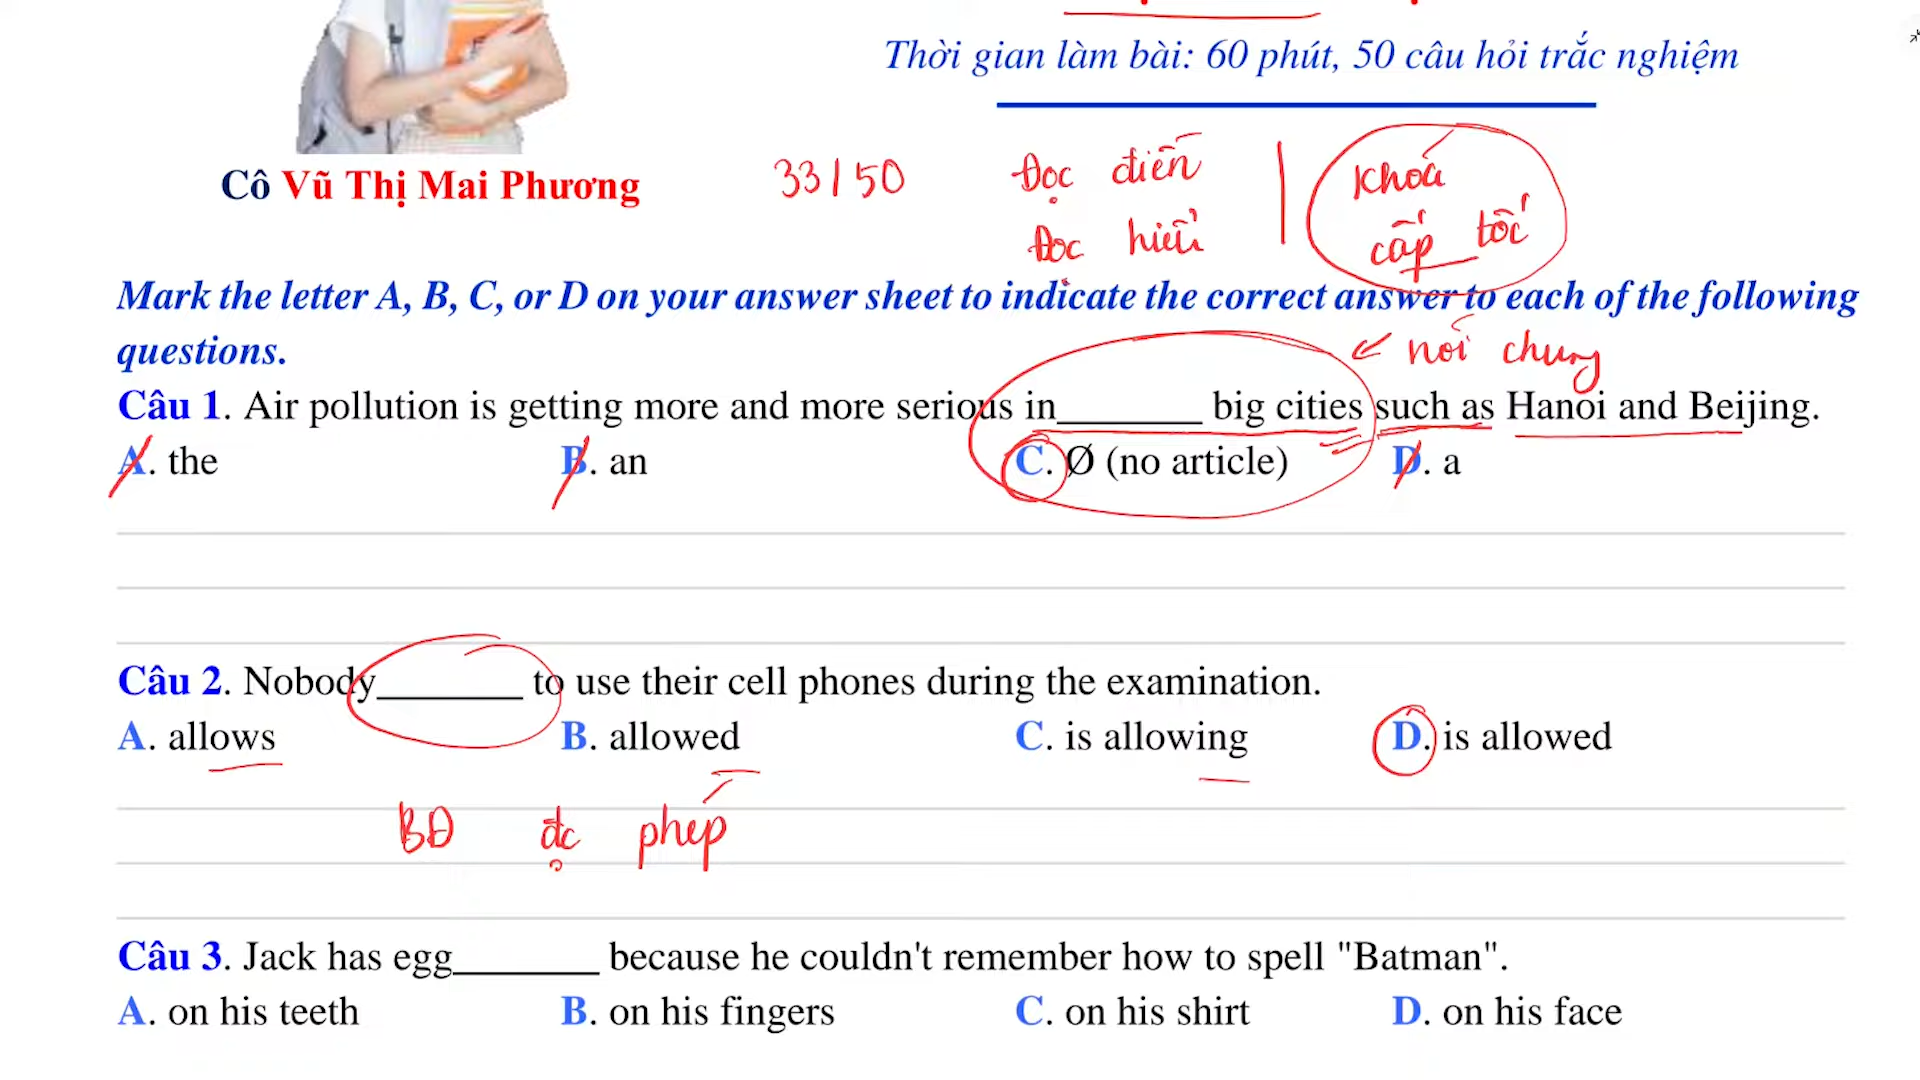 Thời gian làm bài: 60 phút, 50 câu hỏi trắc nghiệm
Cô Vũ Thị Mai Phương
33/50
Đọc điền
Đọc hiểu
Khoá
cấp tốc
Mark the letter A, B, C, or D on your answer sheet to indicate the correct answer to each of the following
questions.
nói chung
Câu 1. Air pollution is getting more and more serious in_______ big cities such as Hanoi and Beijing.
A. the B. an C. Ø (no article) D. a
Câu 2. Nobody_______ to use their cell phones during the examination.
A. allows B. allowed C. is allowing D. is allowed
BĐ đc phép
Câu 3. Jack has egg_______ because he couldn't remember how to spell "Batman".
A. on his teeth B. on his fingers C. on his shirt D. on his face